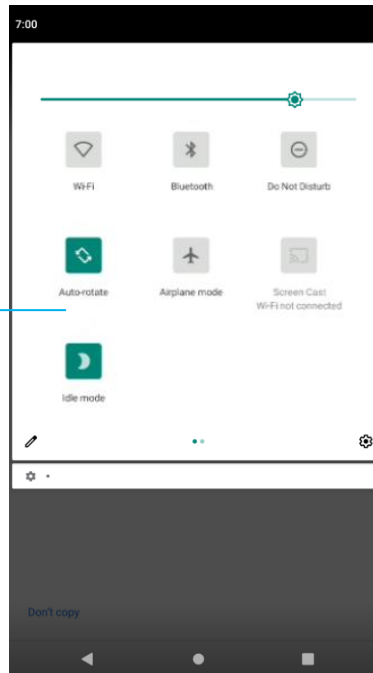 7:00
Wi-Fi Bluetooth Do Not Disturb
Auto-rotate Airplane mode Screen Cast
Wi-Fi not connected
Idle mode
Don't copy